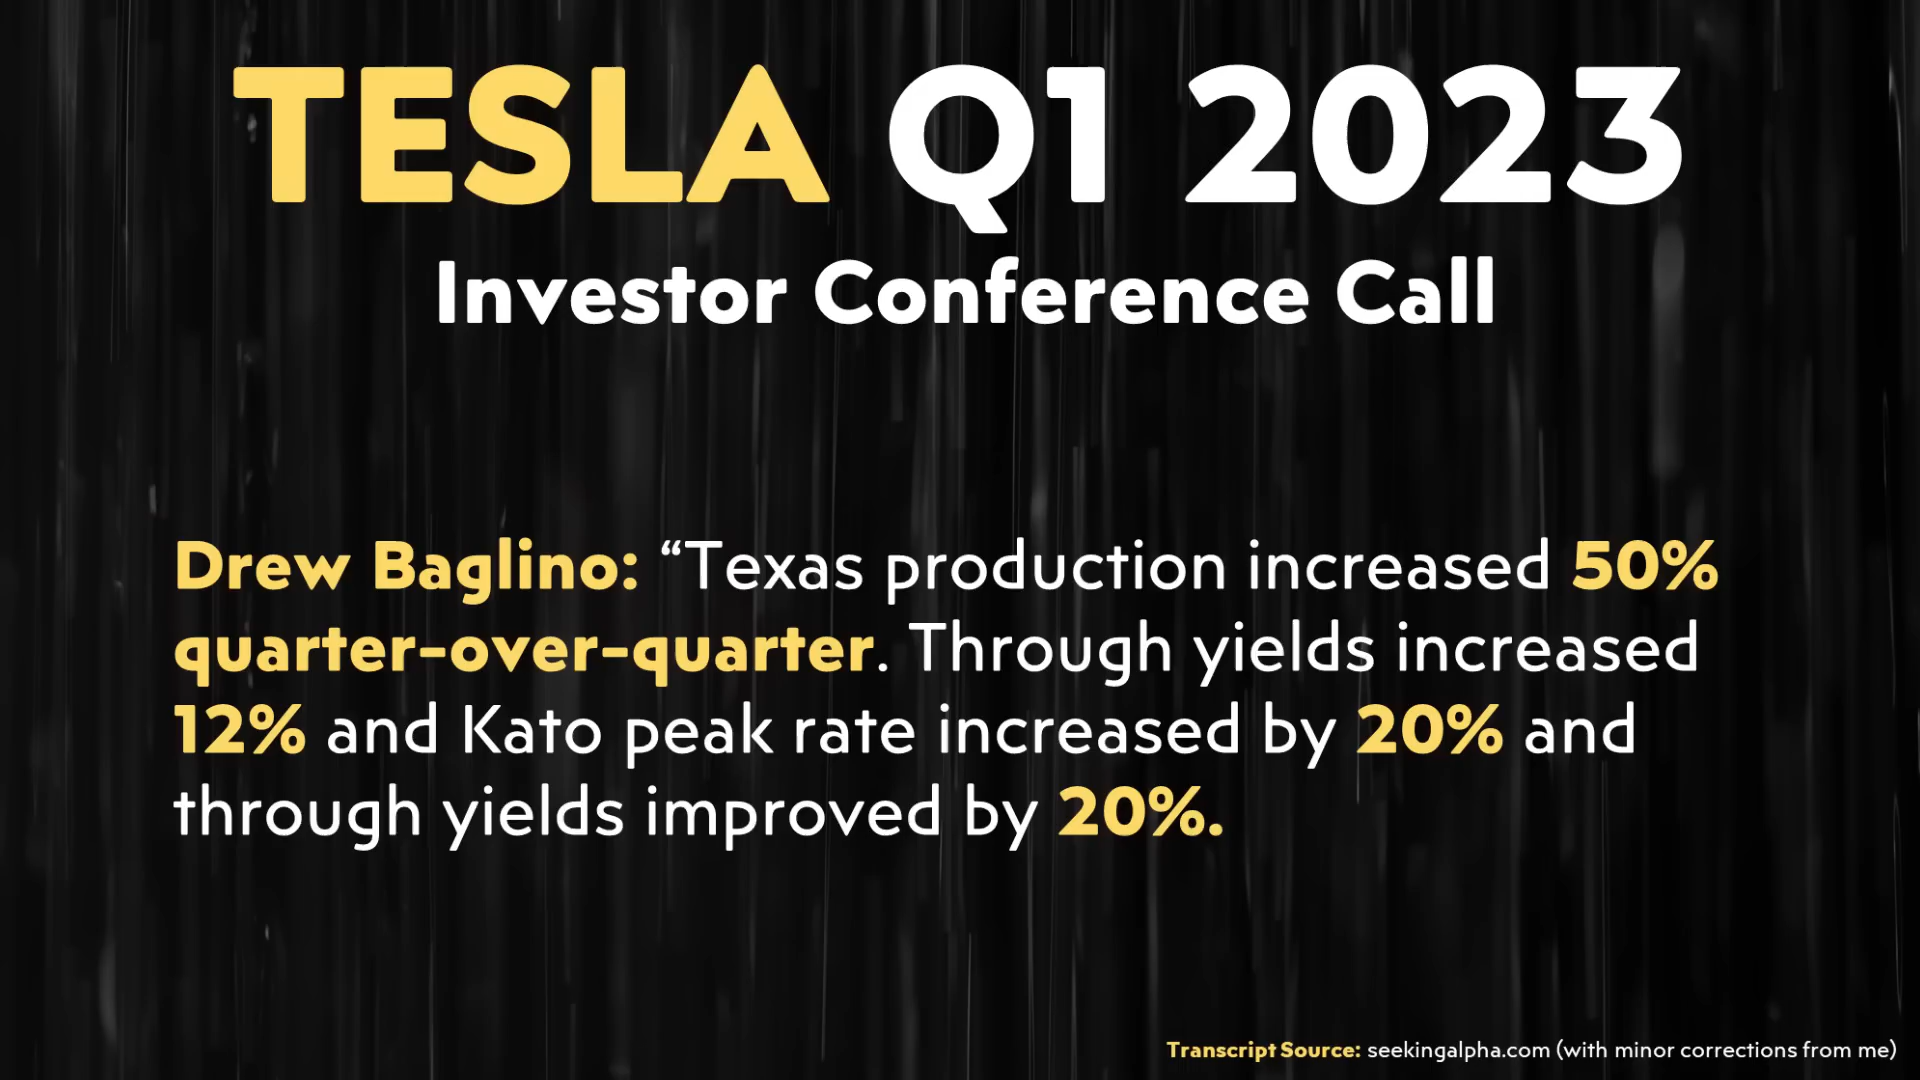 TESLA Q1 2023
Investor Conference Call
Drew Baglino: “Texas production increased 50%
quarter-over-quarter. Through yields increased
12% and Kato peak rate increased by 20% and
through yields improved by 20%.
Transcript Source: seekingalpha.com (with minor corrections from me)